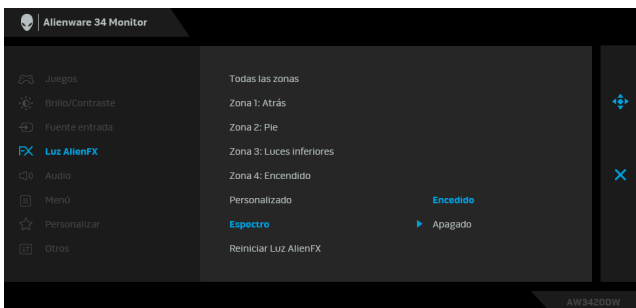 Alienware 34 Monitor
Juegos
Todas las zonas
Brillo/Contraste
Zona 1: Atrás
Fuente entrada
Zona 2: Pie
FX Luz AlienFX
Zona 3: Luces inferiores
Audio
Zona 4: Encendido
Menú
Personalizado
Encedido
Personalizar
Espectro
Apagado
Otros
Reiniciar Luz AlienFX
AW3420DW